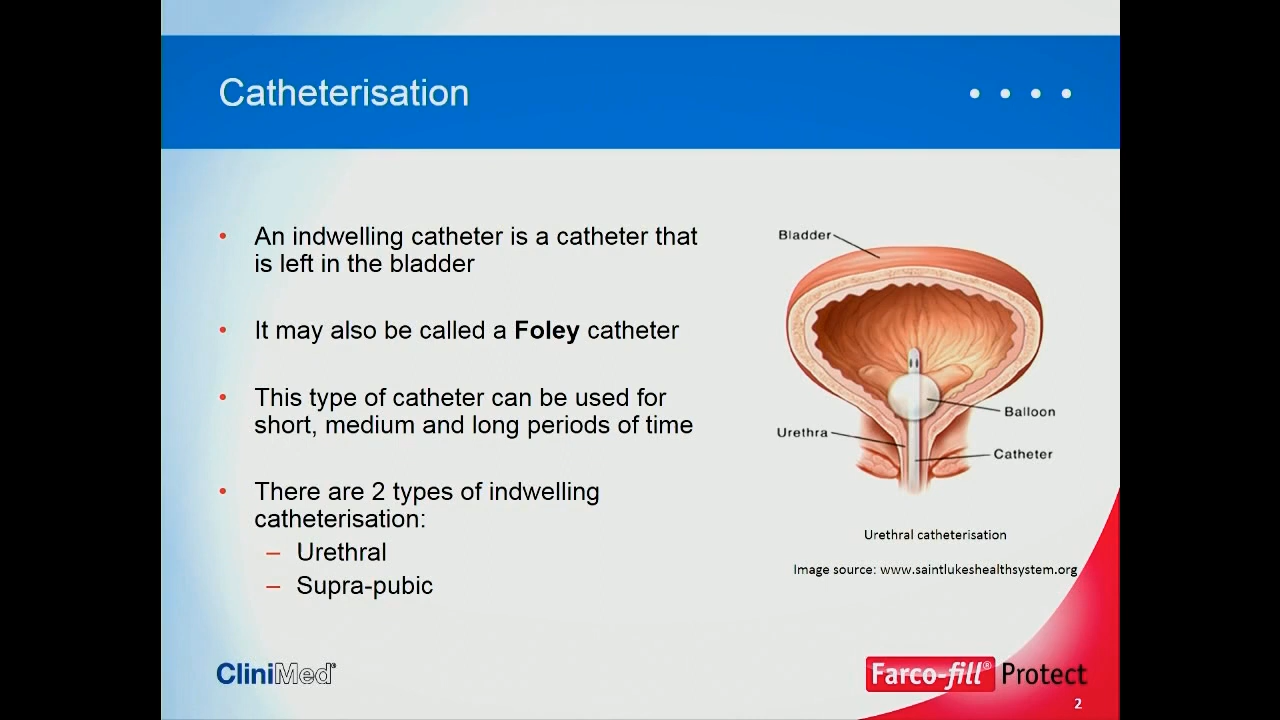 Catheterisation
• An indwelling catheter is a catheter that
is left in the bladder
• It may also be called a Foley catheter
• This type of catheter can be used for
short, medium and long periods of time
• There are 2 types of indwelling
catheterisation:
– Urethral
– Supra-pubic
Bladder
Balloon
Urethra
Catheter
Urethral catheterisation
Image source: www.saintlukeshealthsystem.org
CliniMed®
Farco-fill® Protect
2